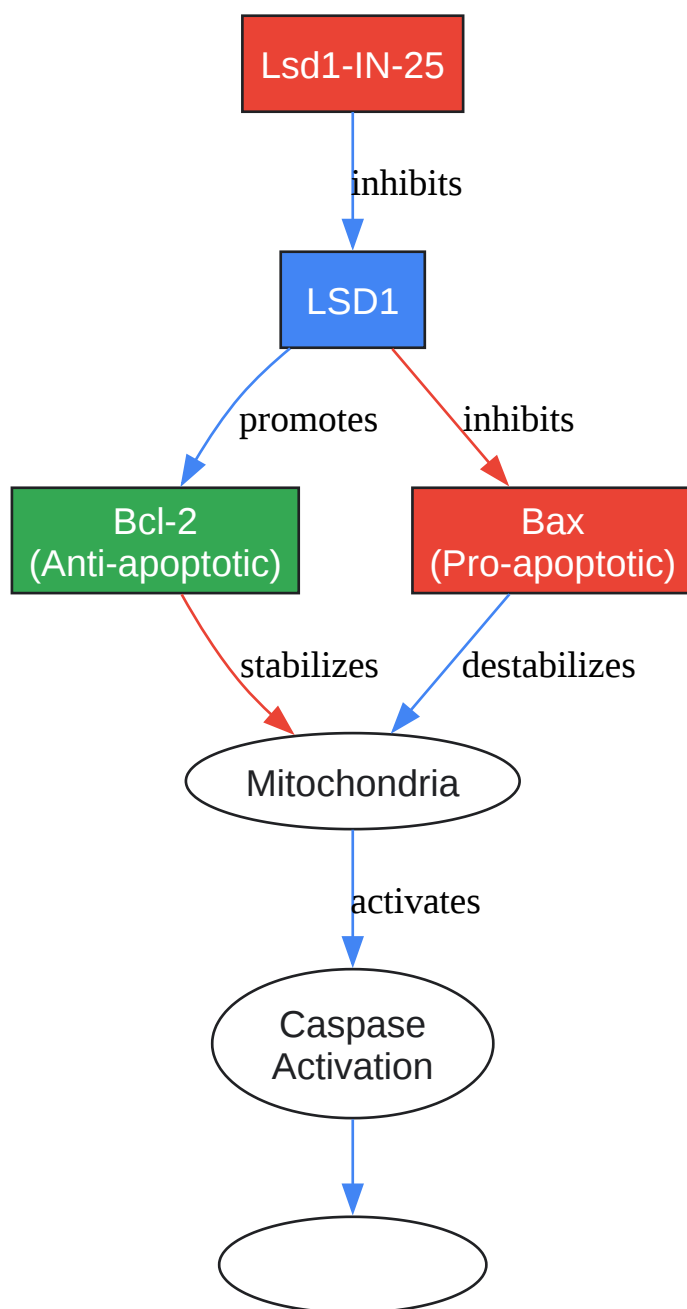 Lsd1-IN-25
inhibits
LSD1
promotes
inhibits
Bcl-2
(Anti-apoptotic)
Bax
(Pro-apoptotic)
stabilizes
destabilizes
Mitochondria
activates
Caspase
Activation